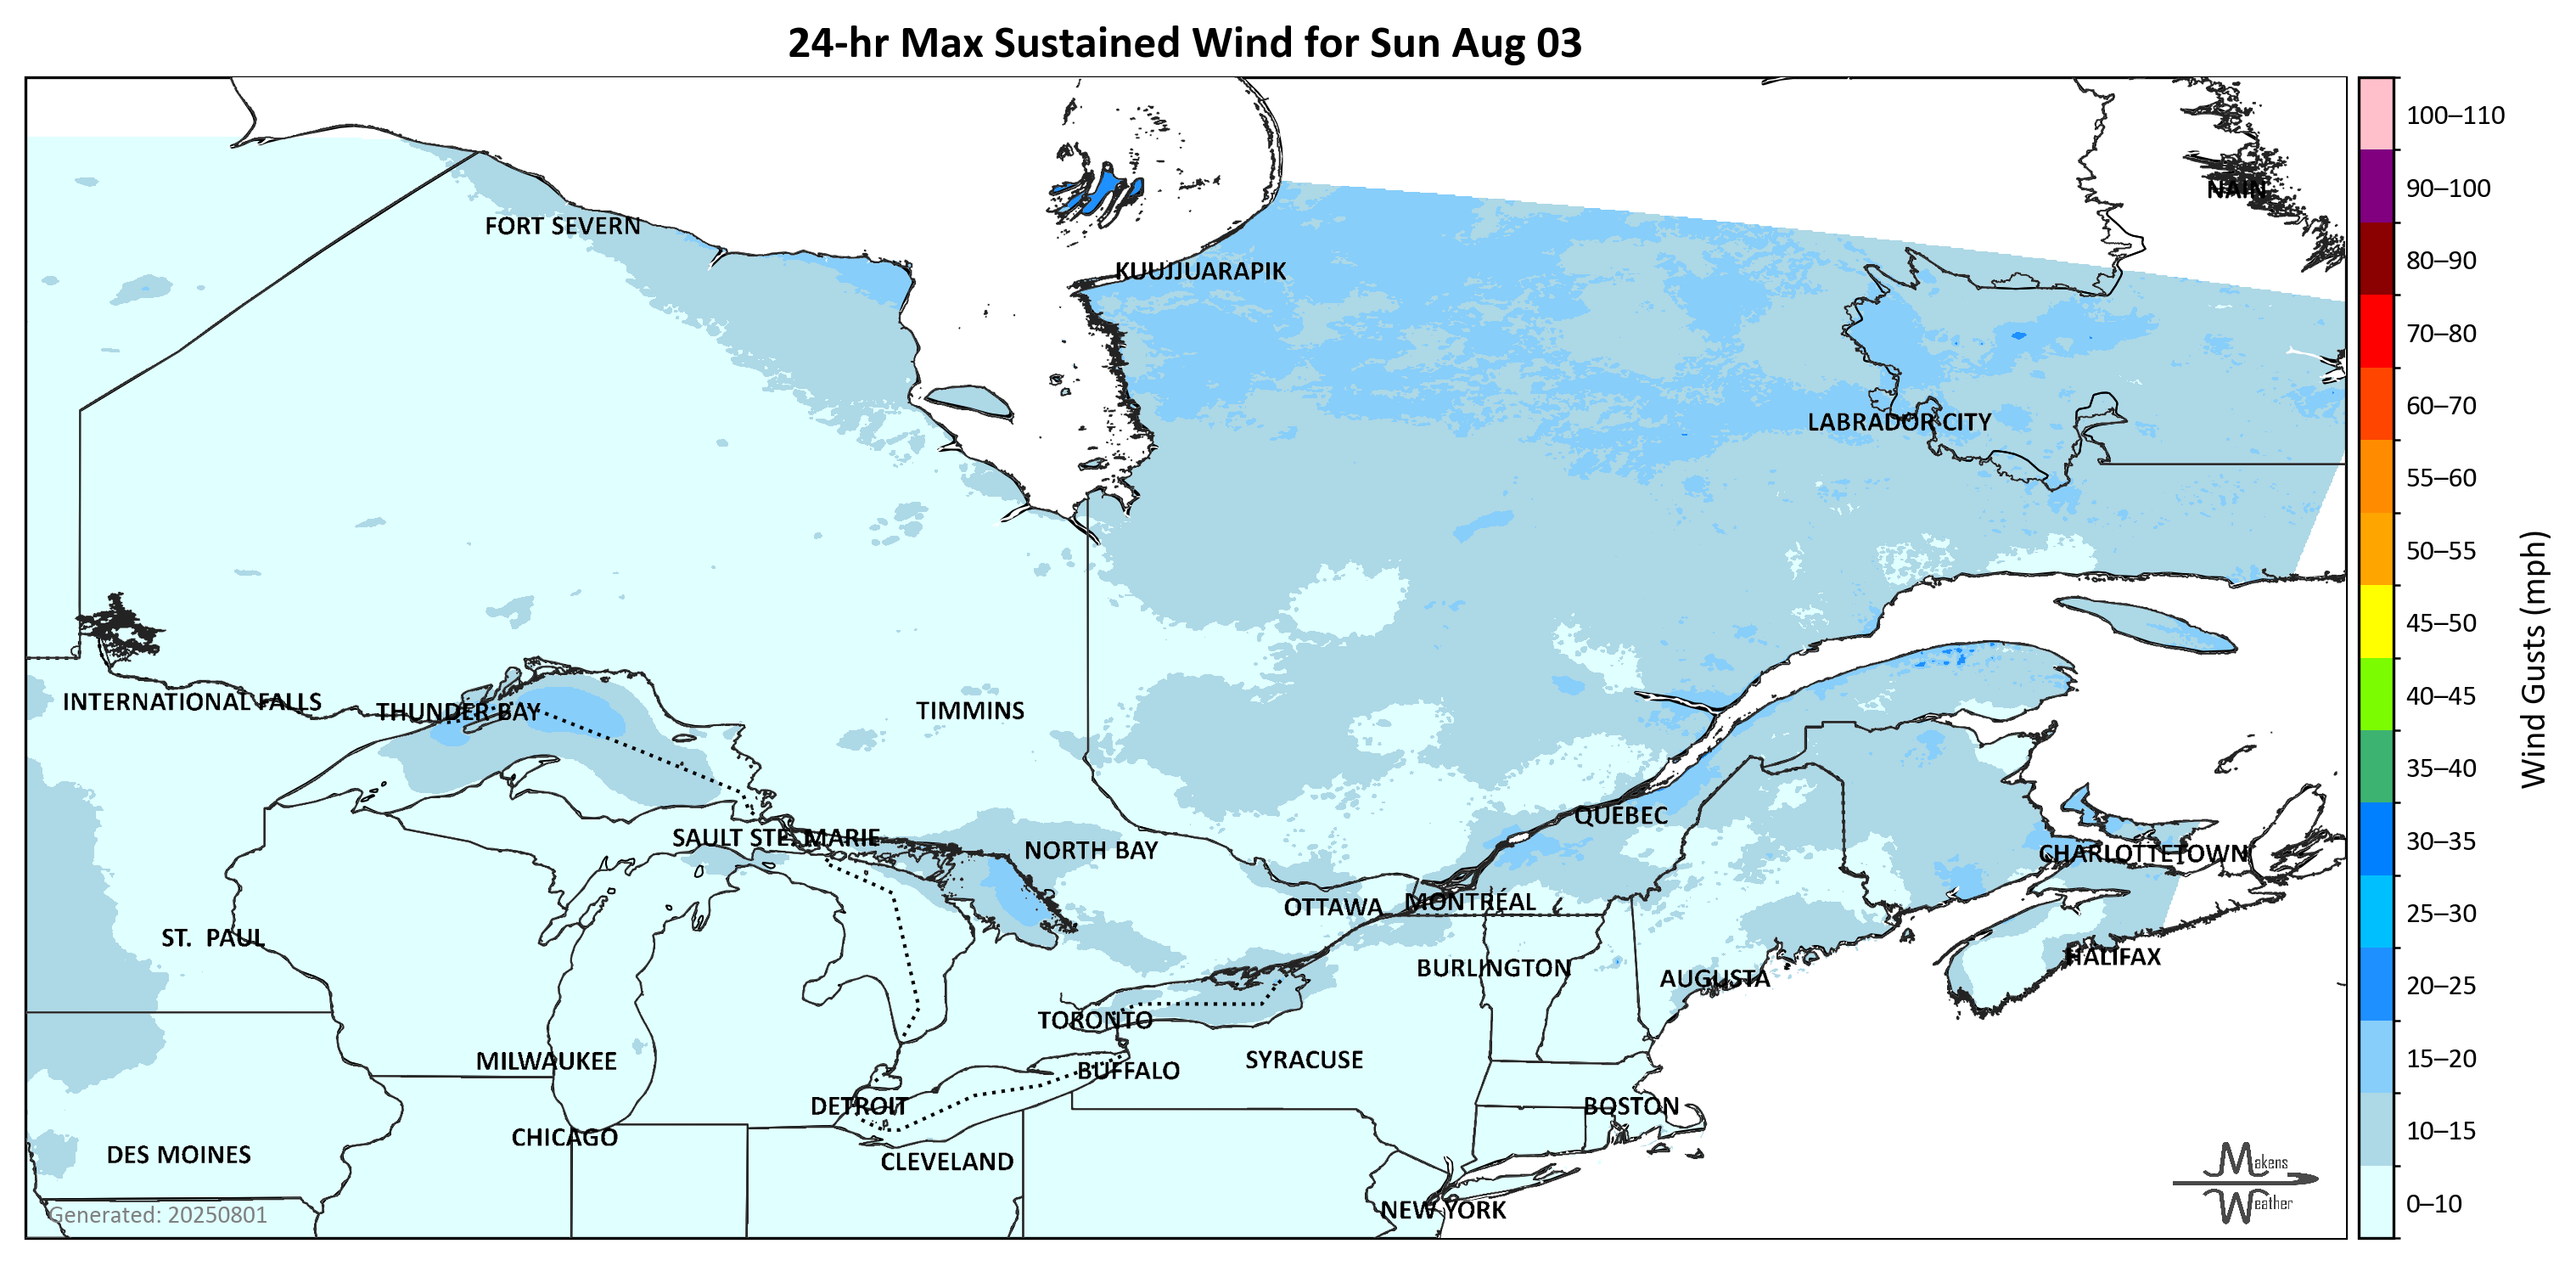 24-hr Max Sustained Wind for Sun Aug 03
100–110
NAIN
90–100
FORT SEVERN
KUUJJUARAPIK
80–90
70–80
60–70
LABRADOR CITY
55–60
50–55
45–50
Wind Gusts (mph)
40–45
INTERNATIONAL FALLS
THUNDER BAY
TIMMINS
35–40
QUÉBEC
30–35
SAULT STE. MARIE
NORTH BAY
CHARLOTTETOWN
OTTAWA
MONTRÉAL
25–30
ST. PAUL
HALIFAX
BURLINGTON
AUGUSTA
20–25
TORONTO
MILWAUKEE
SYRACUSE
BUFFALO
15–20
DETROIT
BOSTON
CHICAGO
10–15
DES MOINES
CLEVELAND
Makens
Weather
NEW YORK
0–10
Generated: 20250801